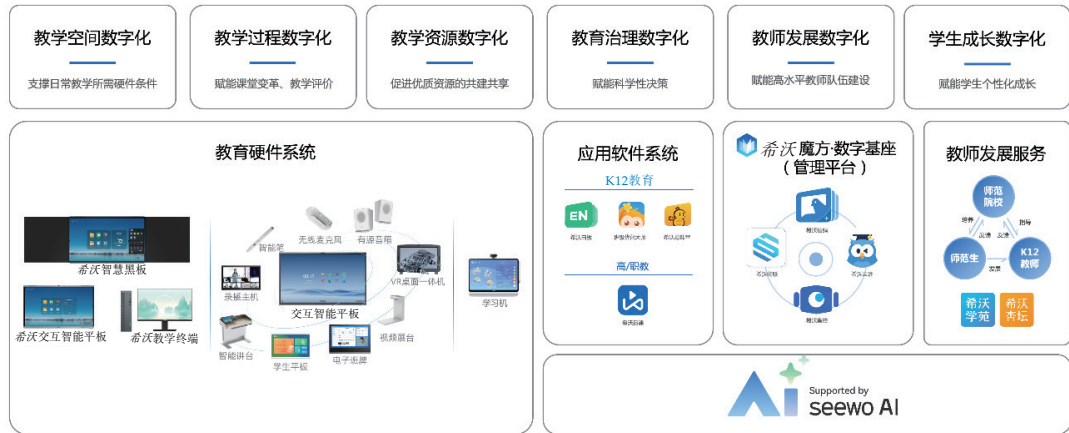 教学空间数字化
支撑日常教学所需硬件条件
教学过程数字化
赋能课堂变革、教学评价
教学资源数字化
促进优质资源的共建共享
教育治理数字化
赋能科学性决策
教师发展数字化
赋能高水平教师队伍建设
学生成长数字化
赋能学生个性化成长
教育硬件系统
希沃智慧黑板
希沃交互智能平板
希沃教学终端
智能笔
无线麦克风
有源音箱
录播主机
交互智能平板
VR桌面一体机
智能讲台
学生平板
电子班牌
视频展台
学习机
应用软件系统
K12教育
EN
希沃白板
高/职教
希沃魔方·数字基座
（管理平台）
教师发展服务
师范
院校
培养
反馈
反馈
指导
师范生
发展
K12
教师
希沃
学苑
希沃
杏坛
Ai
Supported by
seewo AI